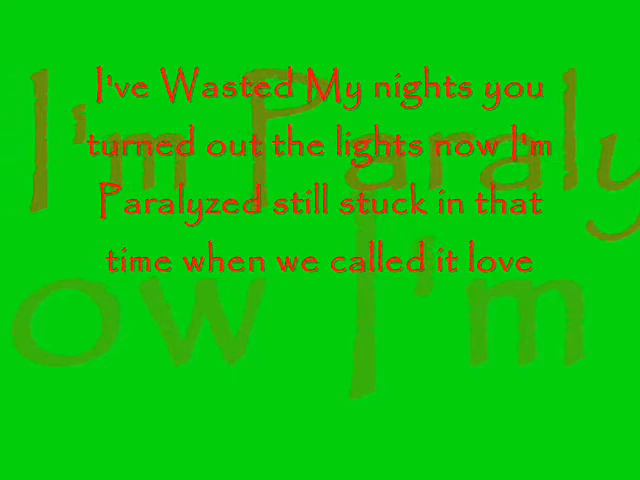 I've Wasted My nights you
turned out the lights now I'm
Paralyzed still stuck in that
time when we called it love
I'm Paraly
ow I'm